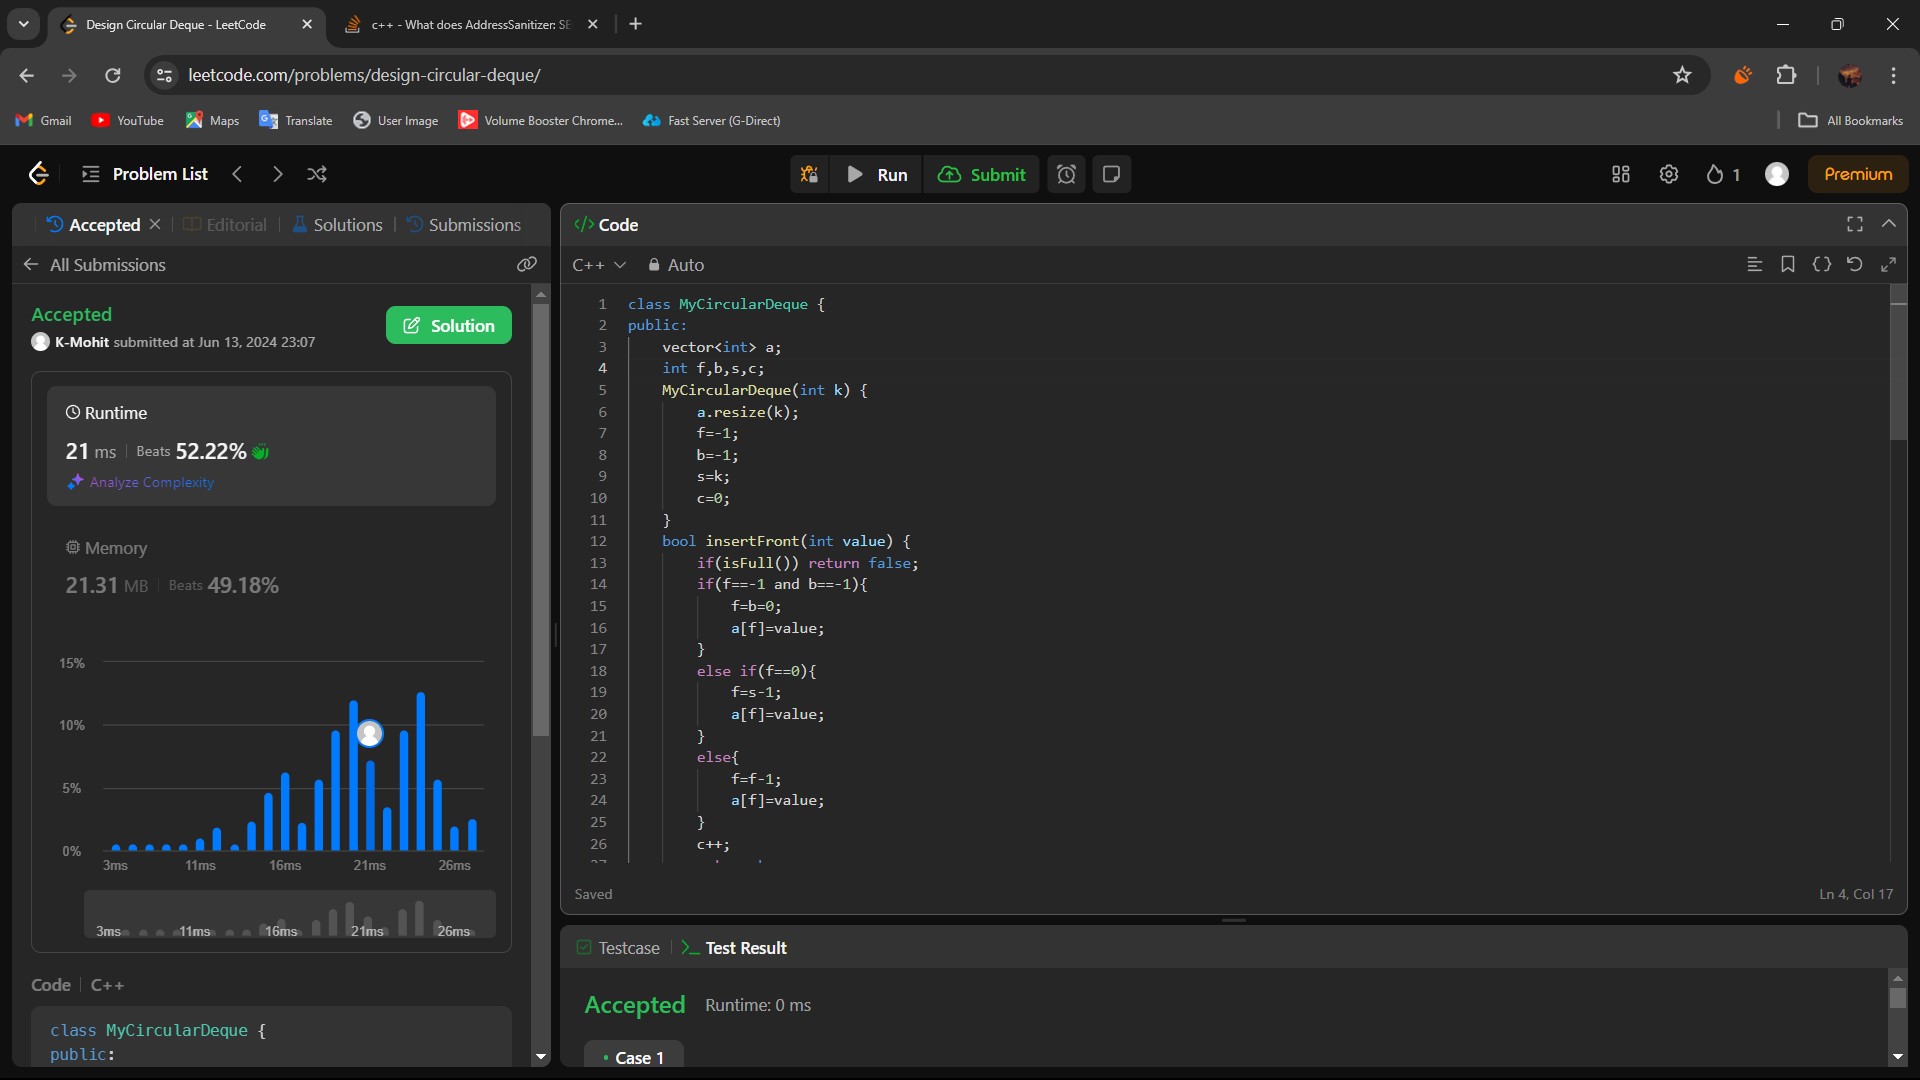 Design Circular Deque - LeetCode
c++ - What does AddressSanitizer: SE
leetcode.com/problems/design-circular-deque/
Gmail
YouTube
Maps
Translate
User Image
Volume Booster Chrome...
Fast Server (G-Direct)
All Bookmarks
Problem List
Run
Submit
1
Premium
Accepted
Editorial
Solutions
Submissions
All Submissions
Accepted
K-Mohit submitted at Jun 13, 2024 23:07
Solution
Runtime
21 ms Beats 52.22%
Analyze Complexity
Memory
21.31 MB Beats 49.18%
15%
10%
5%
0%
3ms 11ms 16ms 21ms 26ms
3ms 11ms 16ms 21ms 26ms
Code C++
class MyCircularDeque {
public:
</> Code
C++ Auto
1 class MyCircularDeque {
2 public:
3 vector<int> a;
4 int f,b,s,c;
5 MyCircularDeque(int k) {
6 a.resize(k);
7 f=-1;
8 b=-1;
9 s=k;
10 c=0;
11 }
12 bool insertFront(int value) {
13 if(isFull()) return false;
14 if(f==-1 and b==-1){
15 f=b=0;
16 a[f]=value;
17 }
18 else if(f==0){
19 f=s-1;
20 a[f]=value;
21 }
22 else{
23 f=f-1;
24 a[f]=value;
25 }
26 c++;
Saved
Ln 4, Col 17
Testcase
Test Result
Accepted Runtime: 0 ms
Case 1